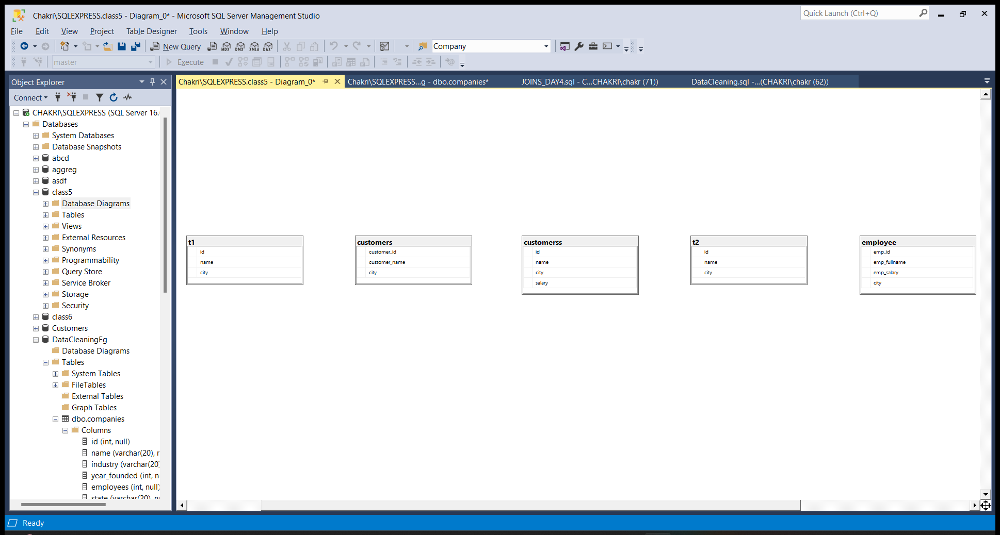 Chakri\SQLEXPRESS.class5 - Diagram_0* - Microsoft SQL Server Management Studio
Quick Launch (Ctrl+Q)
File Edit View Project Table Designer Tools Window Help
New Query MDX DMX XMLA DAX Company
master Execute
Object Explorer
Chakri\SQLEXPRESS.class5 - Diagram_0* Chakri\SQLEXPRESS...g - dbo.companies* JOINS_DAY4.sql - C...CHAKRI\chakr (71)) DataCleaning.sql -...(CHAKRI\chakr (62))
Connect
CHAKRI\SQLEXPRESS (SQL Server 16.
Databases
System Databases
Database Snapshots
abcd
aggreg
asdf
class5
Database Diagrams
Tables
Views
External Resources
Synonyms
Programmability
Query Store
Service Broker
Storage
Security
class6
Customers
DataCleaningEg
Database Diagrams
Tables
System Tables
FileTables
External Tables
Graph Tables
dbo.companies
Columns
id (int, null)
name (varchar(20), r
industry (varchar(20)
year_founded (int, n
employees (int, null)
state (varchar(20), n
t1
id
name
city
customers
customer_id
customer_name
city
customerss
id
name
city
salary
t2
id
name
city
employee
emp_id
emp_fullname
emp_salary
city
Ready